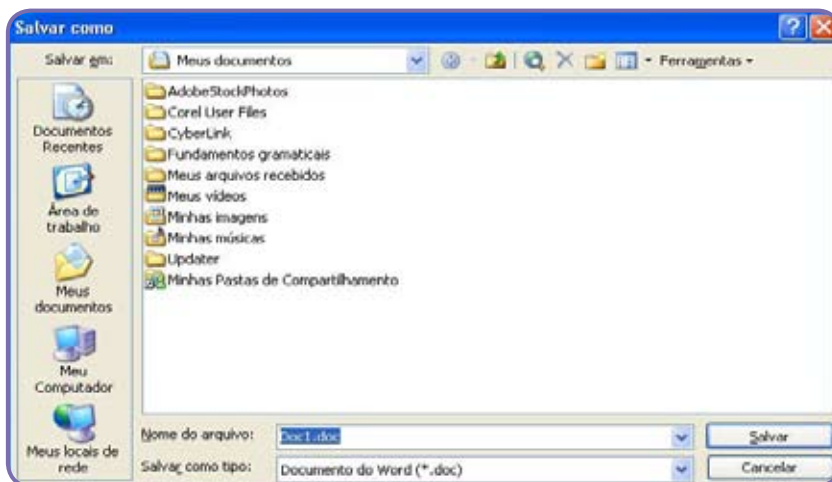 Salvar como
Salvar em:
Meus documentos
Ferramentas
Documentos
Recentes
Área de
trabalho
Meus
documentos
Meu
Computador
Meus locais de
rede
AdobeStockPhotos
Corel User Files
CyberLink
Fundamentos gramaticais
Meus arquivos recebidos
Meus vídeos
Minhas imagens
Minhas músicas
Updater
Minhas Pastas de Compartilhamento
Nome do arquivo:
Doc1.doc
Salvar
Salvar como tipo:
Documento do Word (*.doc)
Cancelar